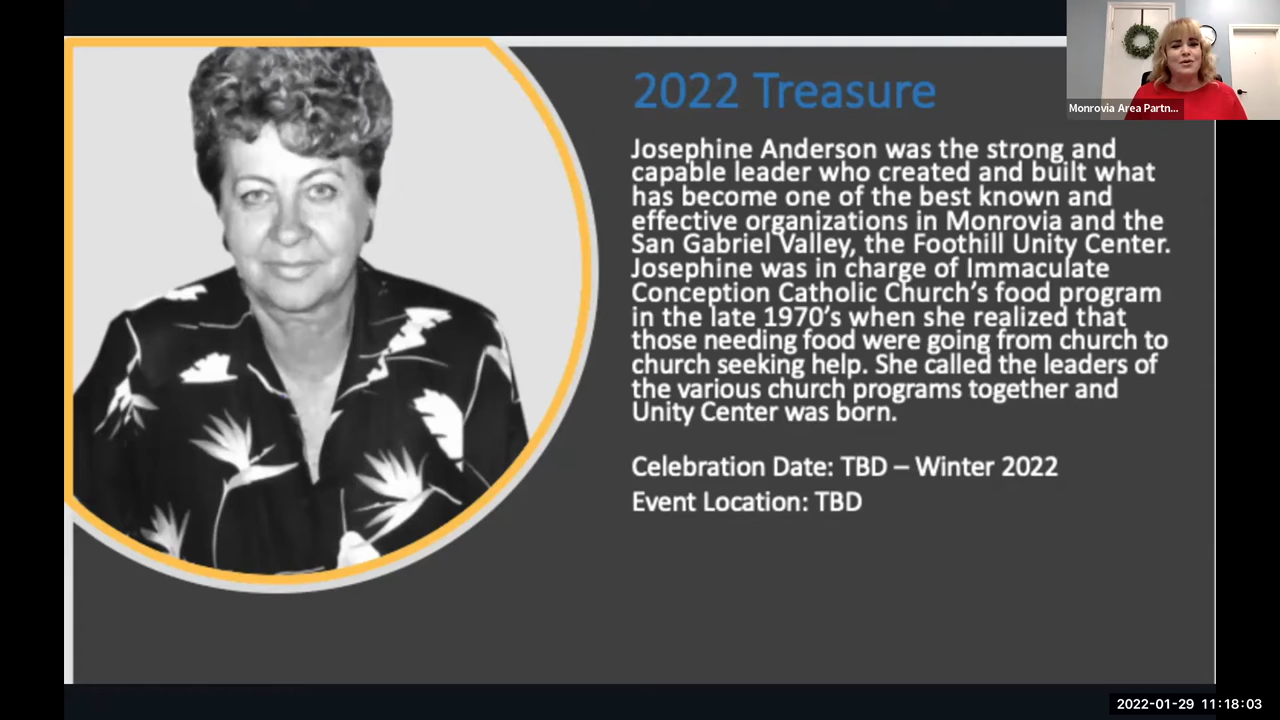 2022 Treasure
Monrovia Area Partn...
Josephine Anderson was the strong and
capable leader who created and built what
has become one of the best known and
effective organizations in Monrovia and the
San Gabriel Valley, the Foothill Unity Center.
Josephine was in charge of Immaculate
Conception Catholic Church’s food program
in the late 1970’s when she realized that
those needing food were going from church to
church seeking help. She called the leaders of
the various church programs together and
Unity Center was born.
Celebration Date: TBD – Winter 2022
Event Location: TBD
2022-01-29 11:18:03